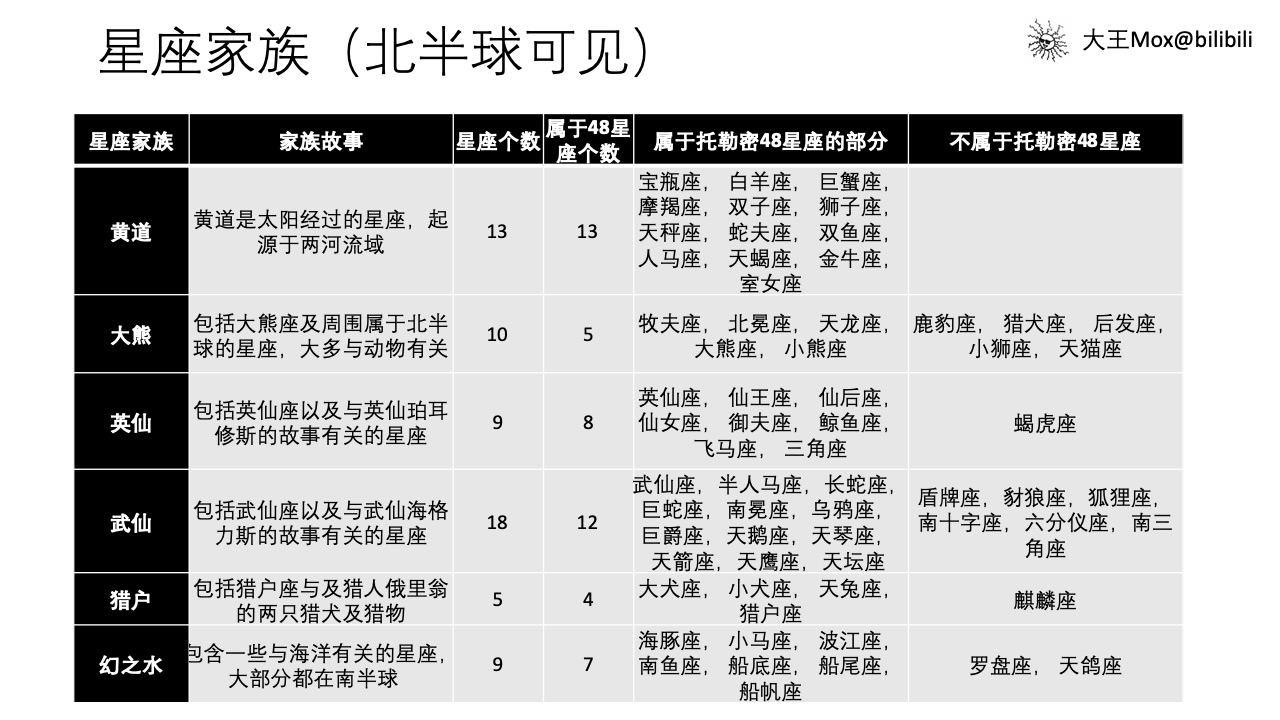 星座家族（北半球可见）
大王Mox@bilibili
星座家族
家族故事
星座个数
属于48星
座个数
属于托勒密48星座的部分
不属于托勒密48星座
黄道
黄道是太阳经过的星座，起
源于两河流域
13
13
宝瓶座， 白羊座， 巨蟹座，
摩羯座， 双子座， 狮子座，
天秤座， 蛇夫座， 双鱼座，
人马座， 天蝎座， 金牛座，
室女座
大熊
包括大熊座及周围属于北半
球的星座，大多与动物有关
10
5
牧夫座， 北冕座， 天龙座，
大熊座， 小熊座
鹿豹座， 猎犬座， 后发座，
小狮座， 天猫座
英仙
包括英仙座以及与英仙珀耳
修斯的故事有关的星座
9
8
英仙座， 仙王座， 仙后座，
仙女座， 御夫座， 鲸鱼座，
飞马座， 三角座
蝎虎座
武仙
包括武仙座以及与武仙海格
力斯的故事有关的星座
18
12
武仙座，半人马座，长蛇座，
巨蛇座，南冕座，乌鸦座，
巨爵座，天鹅座，天琴座，
天箭座，天鹰座，天坛座
盾牌座，豺狼座，狐狸座，
南十字座，六分仪座，南三
角座
猎户
包括猎户座与及猎人俄里翁
的两只猎犬及猎物
5
4
大犬座， 小犬座， 天兔座，
猎户座
麒麟座
幻之水
包含一些与海洋有关的星座，
大部分都在南半球
9
7
海豚座， 小马座， 波江座，
南鱼座， 船底座， 船尾座，
船帆座
罗盘座， 天鸽座